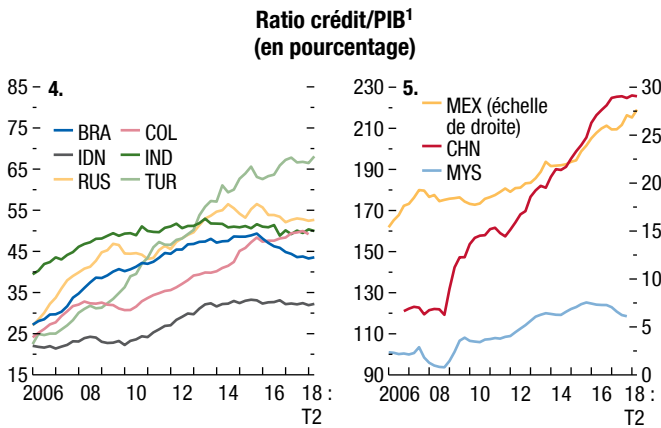 Ratio crédit/PIB¹
(en pourcentage)
4.
BRA
COL
IDN
IND
RUS
TUR
85
75
65
55
45
35
25
15
2006 08 10 12 14 16 18 :
T2
5.
MEX (échelle
de droite)
CHN
MYS
230
210
190
170
150
130
110
90
30
25
20
15
10
5
0
2006 08 10 12 14 16 18 :
T2